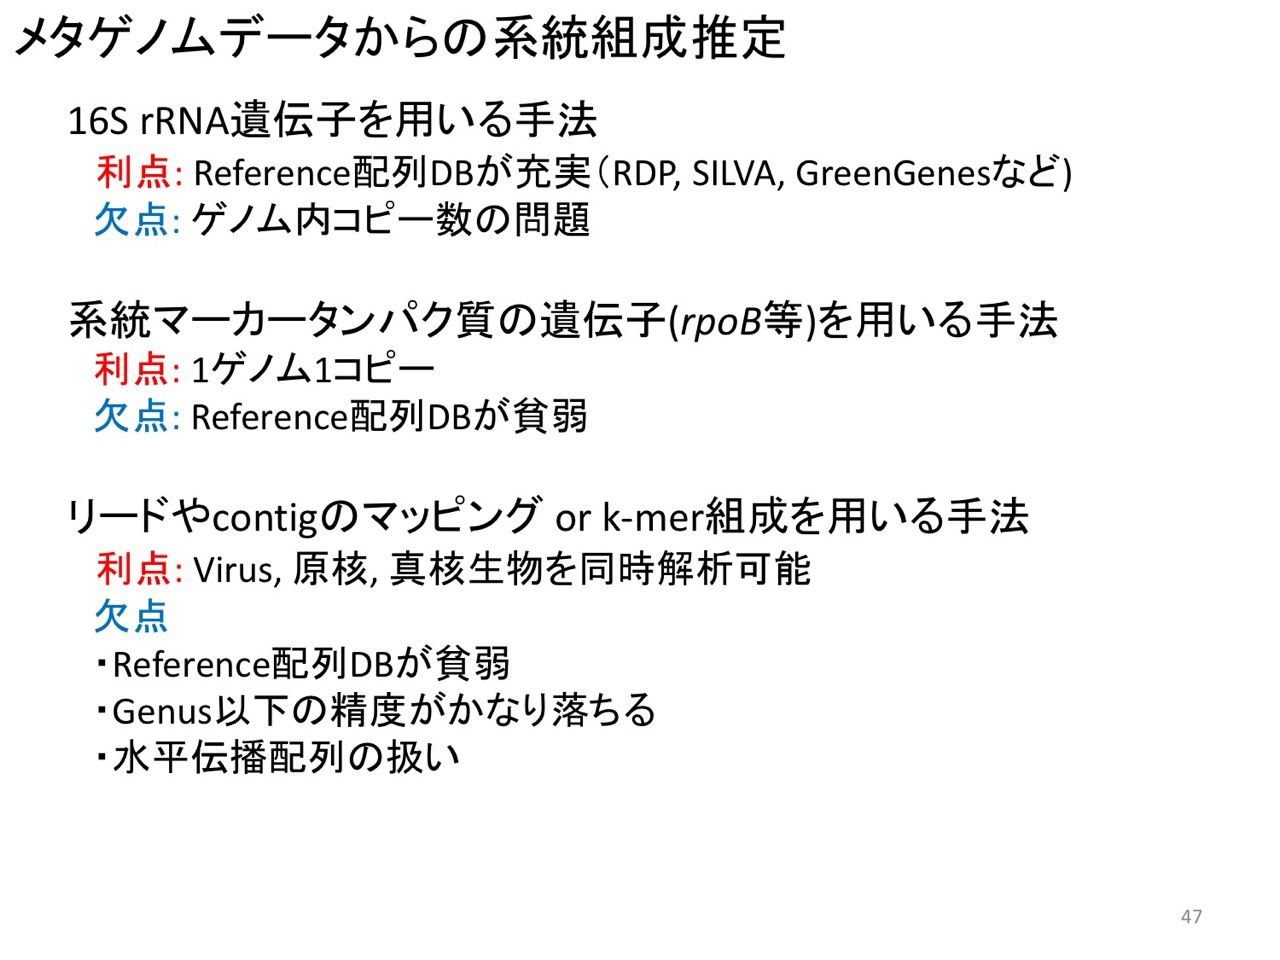 メタゲノムデータからの系統組成推定
16S rRNA遺伝子を用いる手法
利点: Reference配列DBが充実（RDP, SILVA, GreenGenesなど)
欠点: ゲノム内コピー数の問題
系統マーカータンパク質の遺伝子(rpoB等)を用いる手法
利点: 1ゲノム1コピー
欠点: Reference配列DBが貧弱
リードやcontigのマッピング or k-mer組成を用いる手法
利点: Virus, 原核, 真核生物を同時解析可能
欠点
・Reference配列DBが貧弱
・Genus以下の精度がかなり落ちる
・水平伝播配列の扱い
47